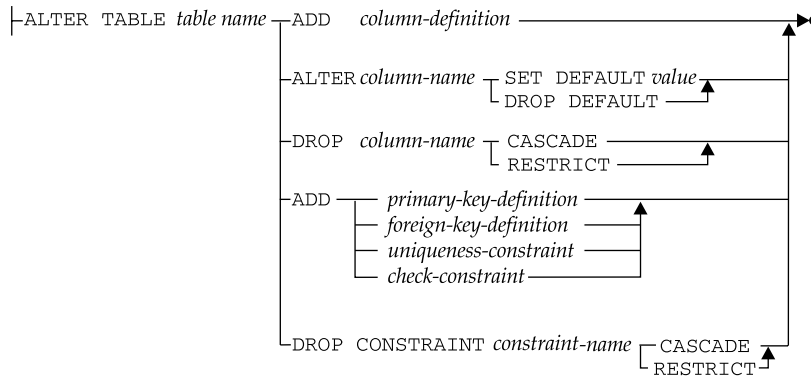 ALTER TABLE table name ADD column-definition
ALTER column-name SET DEFAULT value
DROP DEFAULT
DROP column-name CASCADE
RESTRICT
ADD primary-key-definition
foreign-key-definition
uniqueness-constraint
check-constraint
DROP CONSTRAINT constraint-name CASCADE
RESTRICT